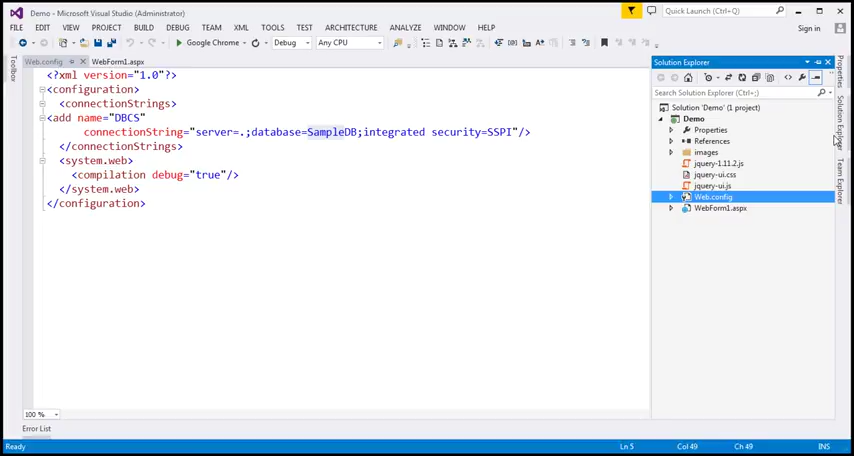 Demo - Microsoft Visual Studio (Administrator)
Quick Launch (Ctrl+Q)
FILE EDIT VIEW PROJECT BUILD DEBUG TEAM XML TOOLS TEST ARCHITECTURE ANALYZE WINDOW HELP
Sign in
Google Chrome Debug Any CPU
Toolbox
Web.config WebForm1.aspx
<?xml version="1.0"?>
<configuration>
<connectionStrings>
<add name="DBCS"
connectionString="server=.;database=SampleDB;integrated security=SSPI"/>
</connectionStrings>
<system.web>
<compilation debug="true"/>
</system.web>
</configuration>
100 %
Error List
Solution Explorer
Search Solution Explorer (Ctrl+;)
Solution 'Demo' (1 project)
Demo
Properties
References
images
jquery-1.11.2.js
jquery-ui.css
jquery-ui.js
Web.config
WebForm1.aspx
Properties
Solution Explorer
Team Explorer
Ready
Ln 5
Col 49
Ch 49
INS